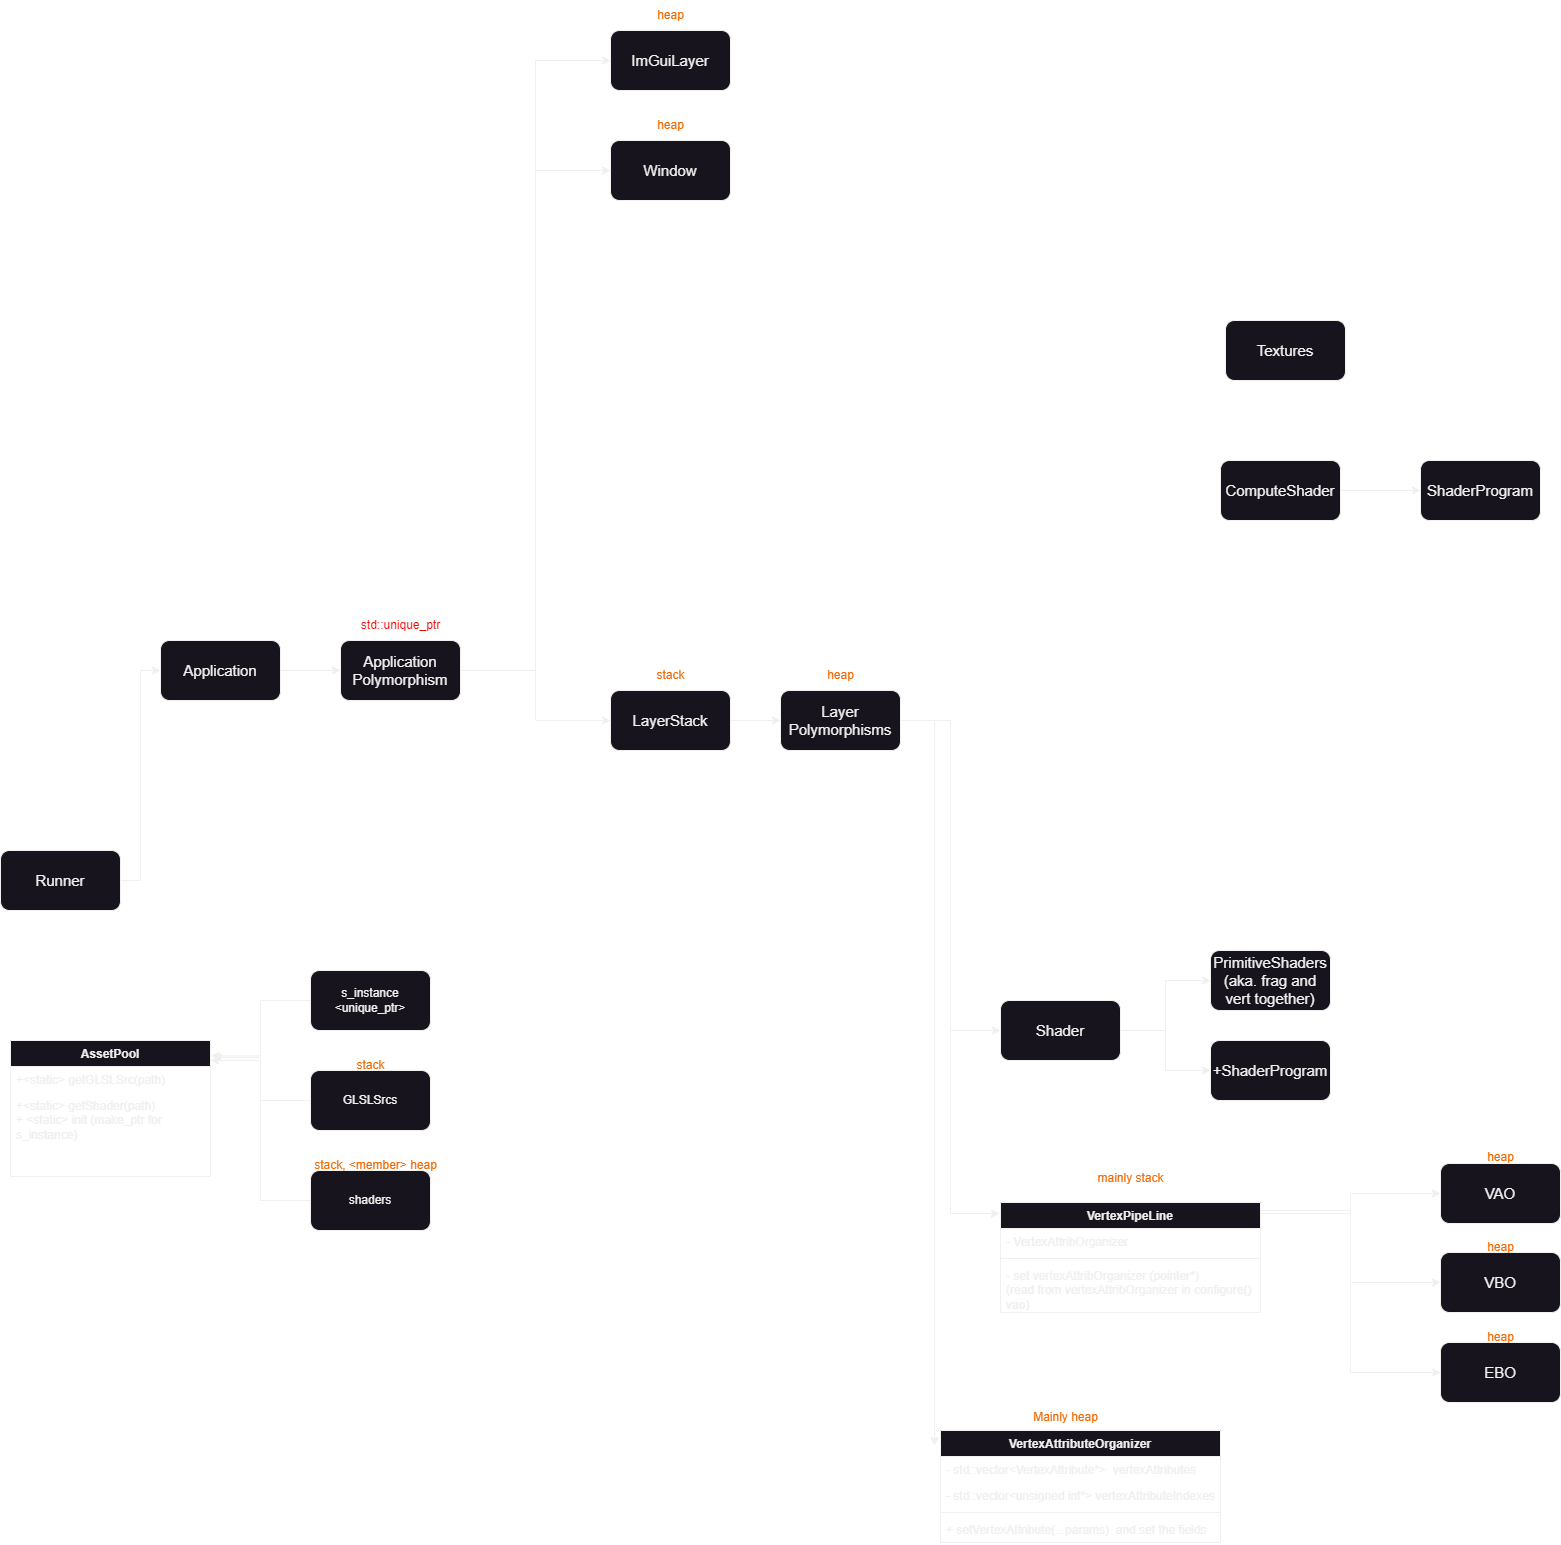 heap
ImGuiLayer
heap
Window
Textures
ComputeShader
ShaderProgram
std::unique_ptr
Application
Application
Polymorphism
stack
LayerStack
heap
Layer
Polymorphisms
Runner
s_instance
<unique_ptr>
AssetPool
+<static> getGLSLSrc(path)
+<static> getShader(path)
+ <static> init (make_ptr for
s_instance)
stack
GLSLSrcs
stack, <member> heap
shaders
PrimitiveShaders
(aka. frag and
vert together)
Shader
+ShaderProgram
mainly stack
VertexPipeLine
- VertexAttribOrganizer
- set vertexAttribOrganizer (pointer*)
(read from vertexAttribOrganizer in configure()
vao)
heap
VAO
heap
VBO
heap
EBO
Mainly heap
VertexAttributeOrganizer
- std::vector<VertexAttribute*> vertexAttributes
- std::vector<unsigned int*> vertexAttributeIndexes
+ setVertexAttribute(...params) and set the fields